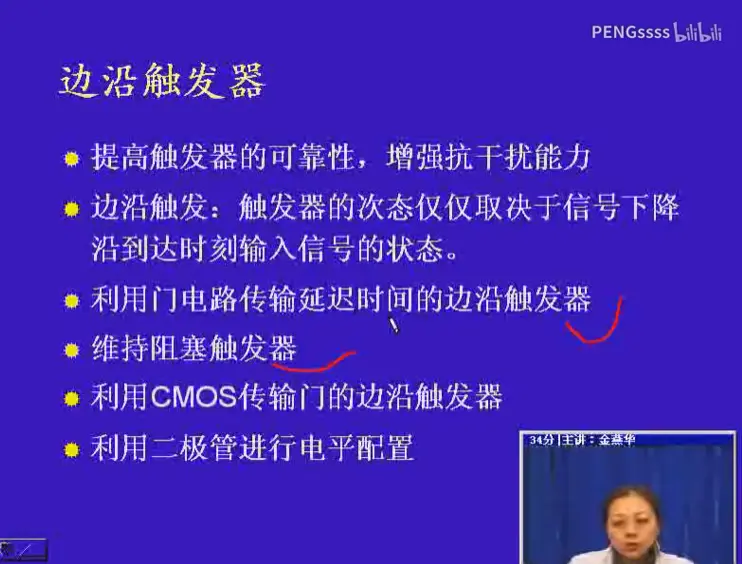 PENGssss bilibili
边沿触发器
提高触发器的可靠性，增强抗干扰能力
边沿触发：触发器的次态仅仅取决于信号下降
沿到达时刻输入信号的状态。
利用门电路传输延迟时间的边沿触发器
维持阻塞触发器
利用CMOS传输门的边沿触发器
利用二极管进行电平配置
34分|主讲：金燕华